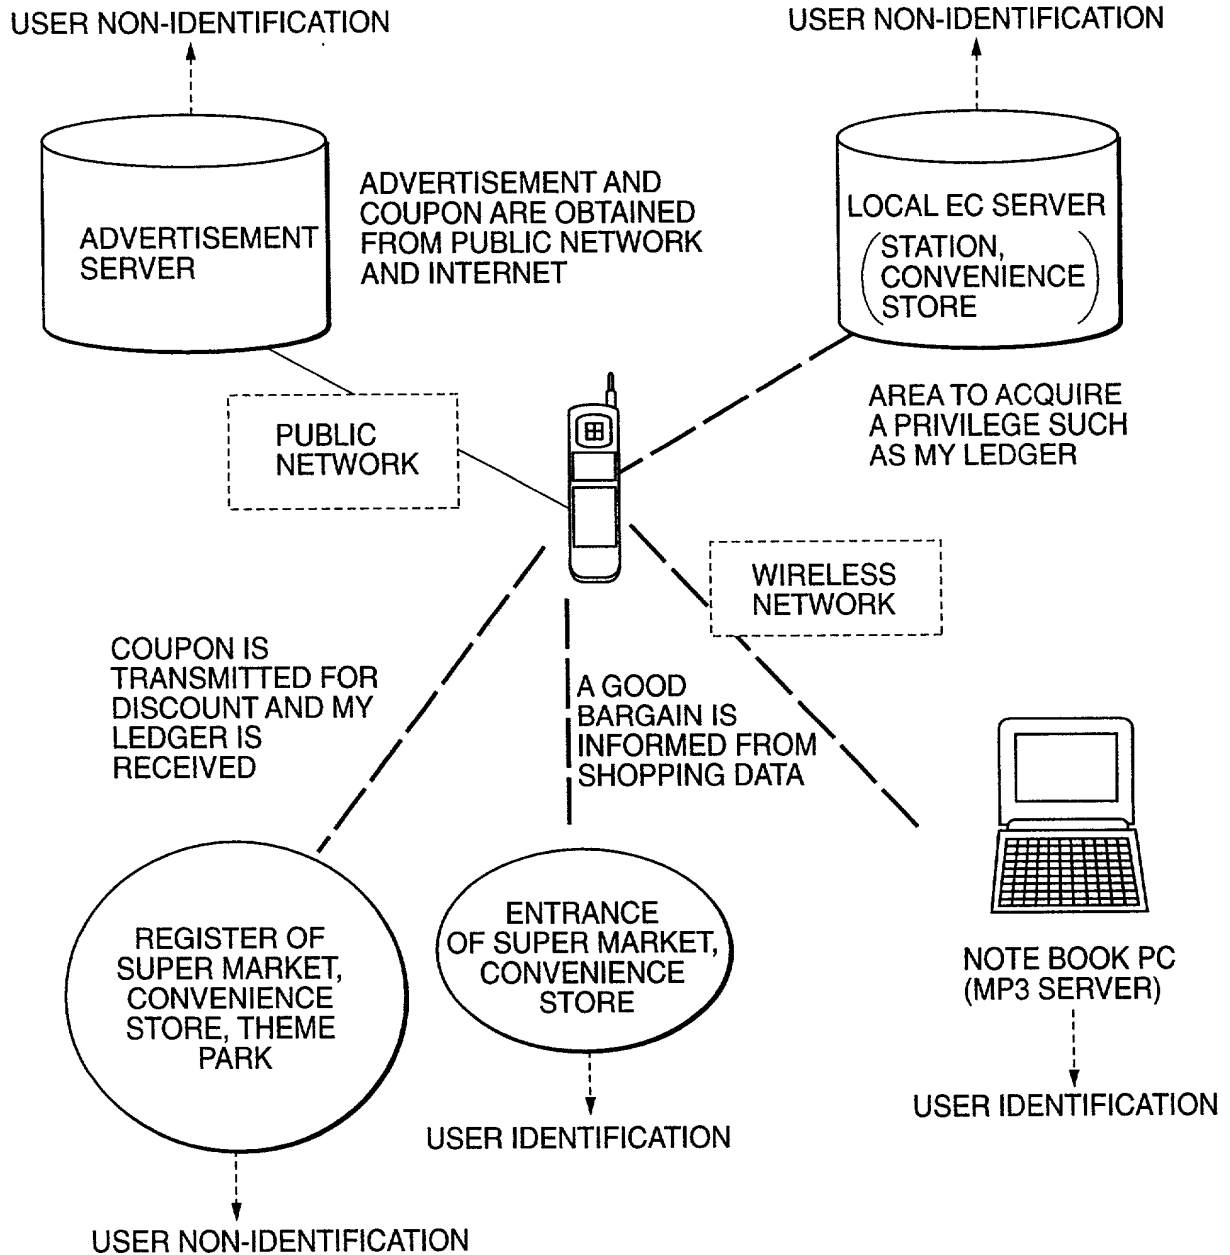 USER NON-IDENTIFICATION
USER NON-IDENTIFICATION
ADVERTISEMENT
SERVER
ADVERTISEMENT AND
COUPON ARE OBTAINED
FROM PUBLIC NETWORK
AND INTERNET
LOCAL EC SERVER
(STATION,
CONVENIENCE
STORE)
AREA TO ACQUIRE
A PRIVILEGE SUCH
AS MY LEDGER
PUBLIC
NETWORK
WIRELESS
NETWORK
COUPON IS
TRANSMITTED FOR
DISCOUNT AND MY
LEDGER IS
RECEIVED
A GOOD
BARGAIN IS
INFORMED FROM
SHOPPING DATA
REGISTER OF
SUPER MARKET,
CONVENIENCE
STORE, THEME
PARK
ENTRANCE
OF SUPER MARKET,
CONVENIENCE
STORE
NOTE BOOK PC
(MP3 SERVER)
USER IDENTIFICATION
USER IDENTIFICATION
USER NON-IDENTIFICATION